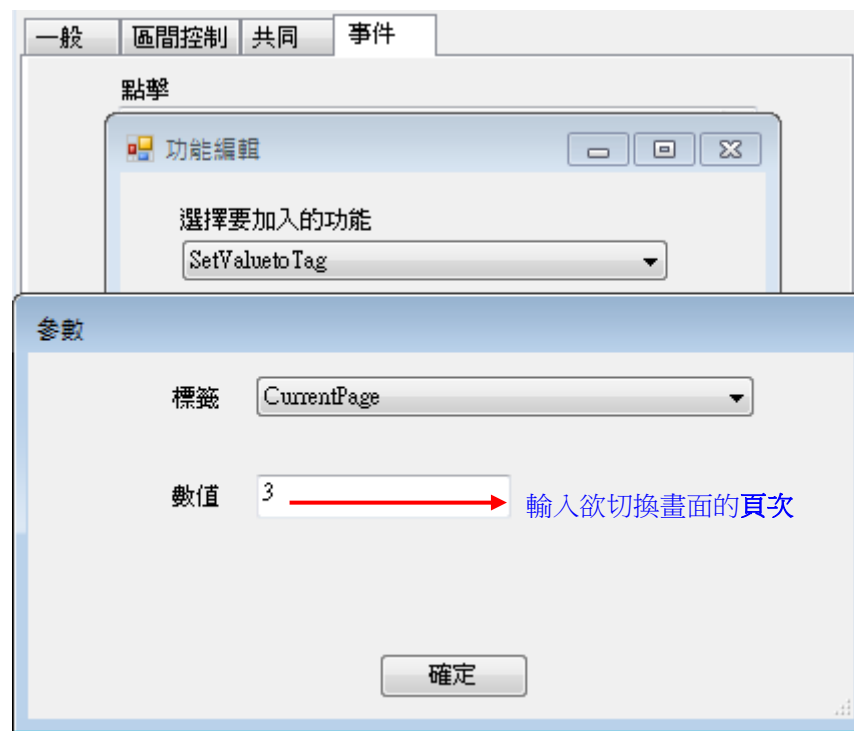 一般 區間控制 共同 事件
點擊
功能編輯
選擇要加入的功能
SetValuetoTag
參數
標籤 CurrentPage
數值 3 輸入欲切換畫面的頁次
確定